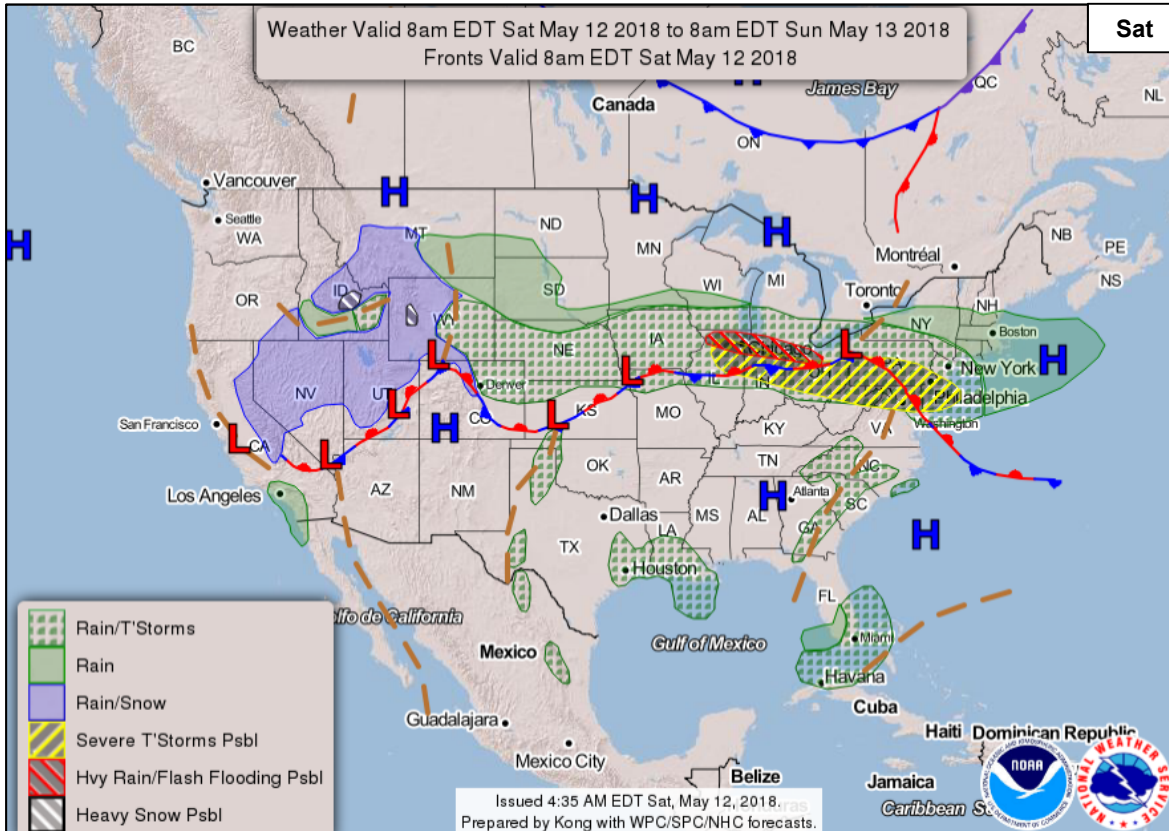 Weather Valid 8am EDT Sat May 12 2018 to 8am EDT Sun May 13 2018
Fronts Valid 8am EDT Sat May 12 2018
Sat
BC
James Bay
QC
NL
Canada
ON
Vancouver
H
H
H
H
Seattle
WA
MT
ND
MN
Montréal
NB
PE
NS
H
OR
ID
SD
WI
MI
Toronto
NH
WY
NY
Boston
NE
IA
Chicago
L
H
New York
NV
UT
L
Denver
L
IL
IN
OH
PA
Philadelphia
San Francisco
L
CA
L
L
H
CO
L
KS
MO
KY
VA
Washington
Los Angeles
AZ
NM
OK
AR
TN
NC
H
Atlanta
SC
Dallas
MS
AL
GA
H
TX
LA
Houston
FL
lfo de California
Mexico
Gulf of Mexico
Miami
Havana
Cuba
Guadalajara
Mexico City
Haiti
Dominican Republic
Belize
Jamaica
Caribbean S
Rain/T'Storms
Rain
Rain/Snow
Severe T'Storms Psbl
Hvy Rain/Flash Flooding Psbl
Heavy Snow Psbl
Issued 4:35 AM EDT Sat, May 12, 2018.
Prepared by Kong with WPC/SPC/NHC forecasts.
NOAA
NATIONAL WEATHER SERVICE